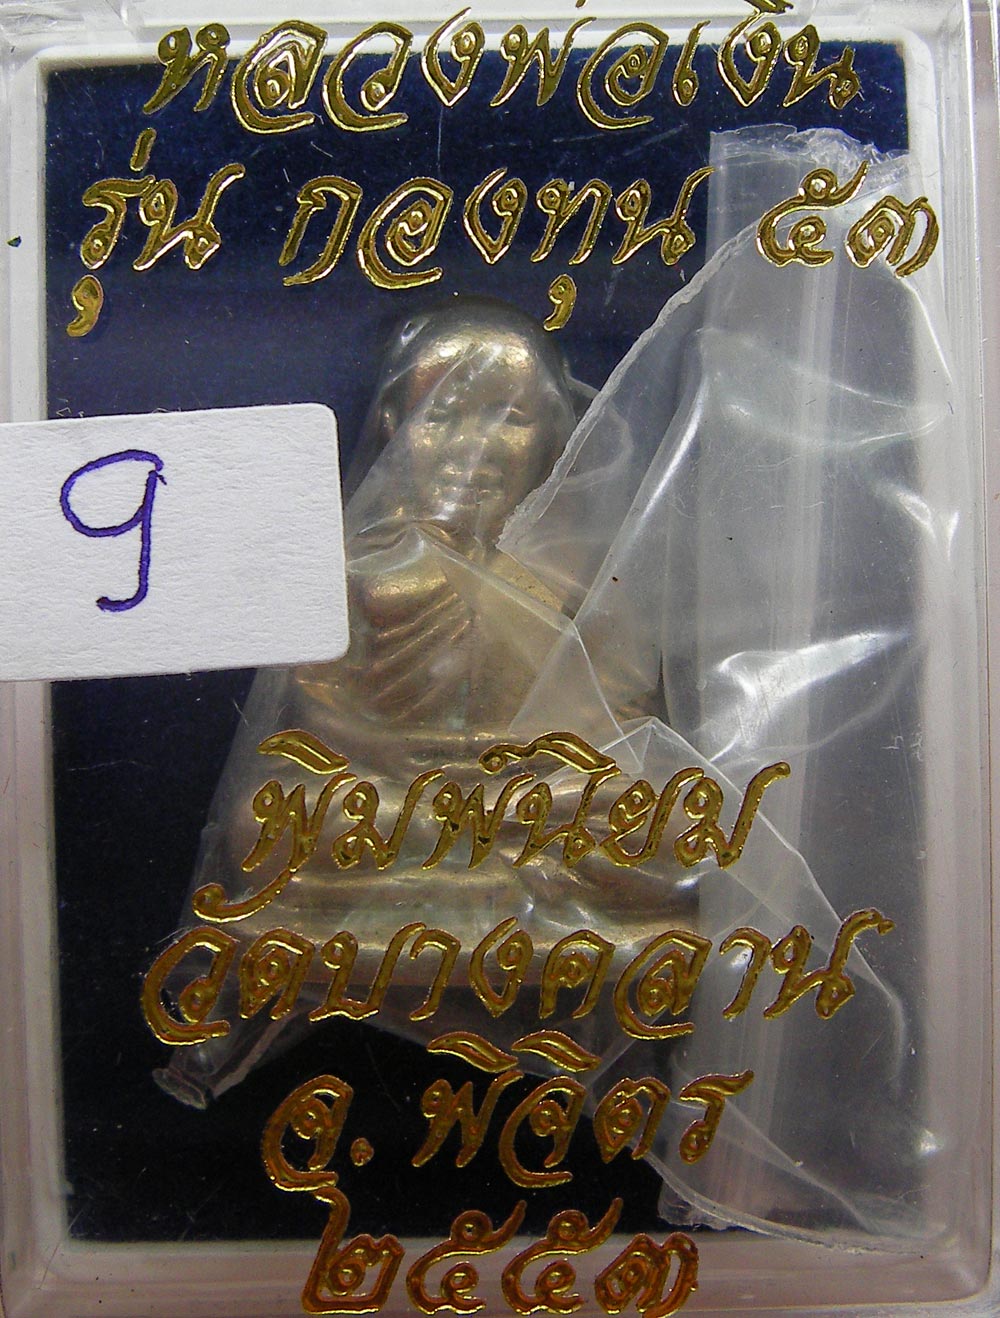 หลวงพ่อเงิน
รุ่น กองทุน ๕๓
9
พิมพ์นิยม
วัดบางคลาน
จ. พิจิตร
๒๕๕๓